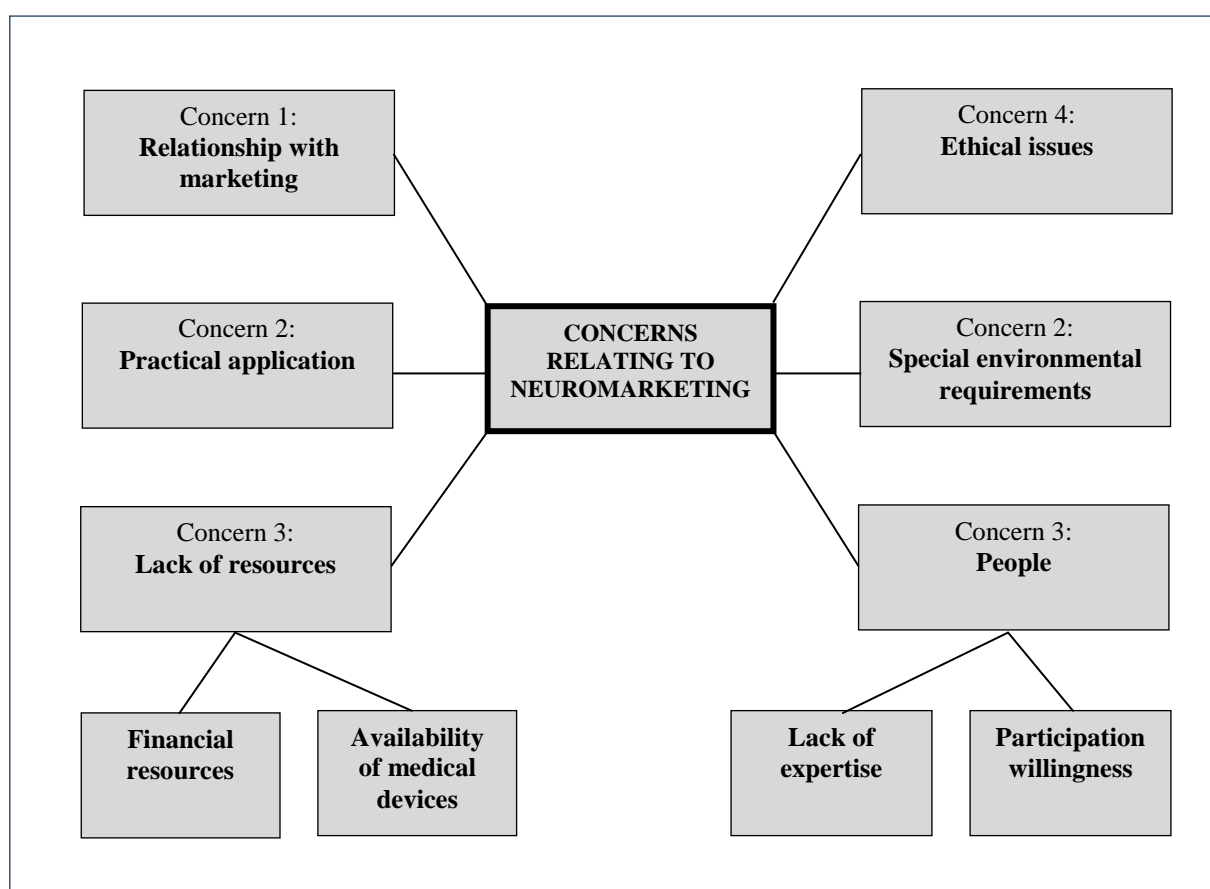 Concern 1:
Relationship with
marketing
Concern 4:
Ethical issues
CONCERNS
RELATING TO
NEUROMARKETING
Concern 2:
Practical application
Concern 2:
Special environmental
requirements
Concern 3:
Lack of resources
Concern 3:
People
Financial
resources
Availability
of medical
devices
Lack of
expertise
Participation
willingness